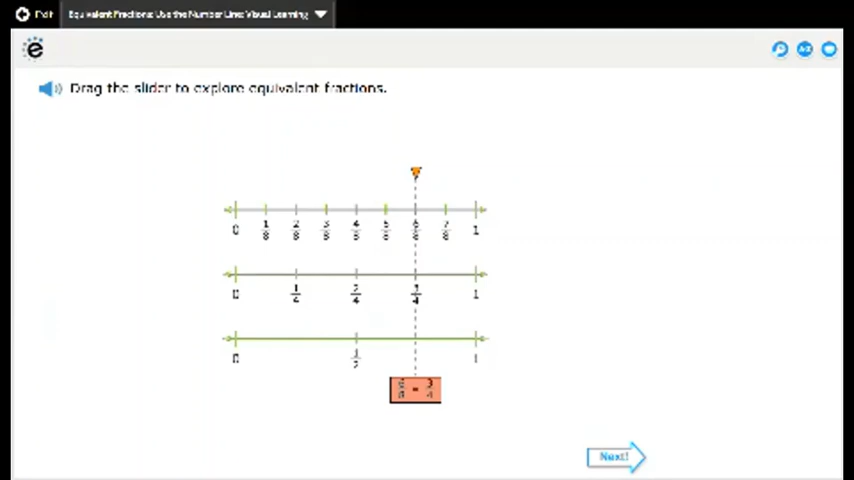 Exit Equivalent Fractions: Use the Number Line: Visual Learning
e
Drag the slider to explore equivalent fractions.
0 1/8 2/8 3/8 4/8 5/8 6/8 7/8 1
0 1/4 2/4 3/4 1
0 1/2 1
6/8 = 3/4
Next!